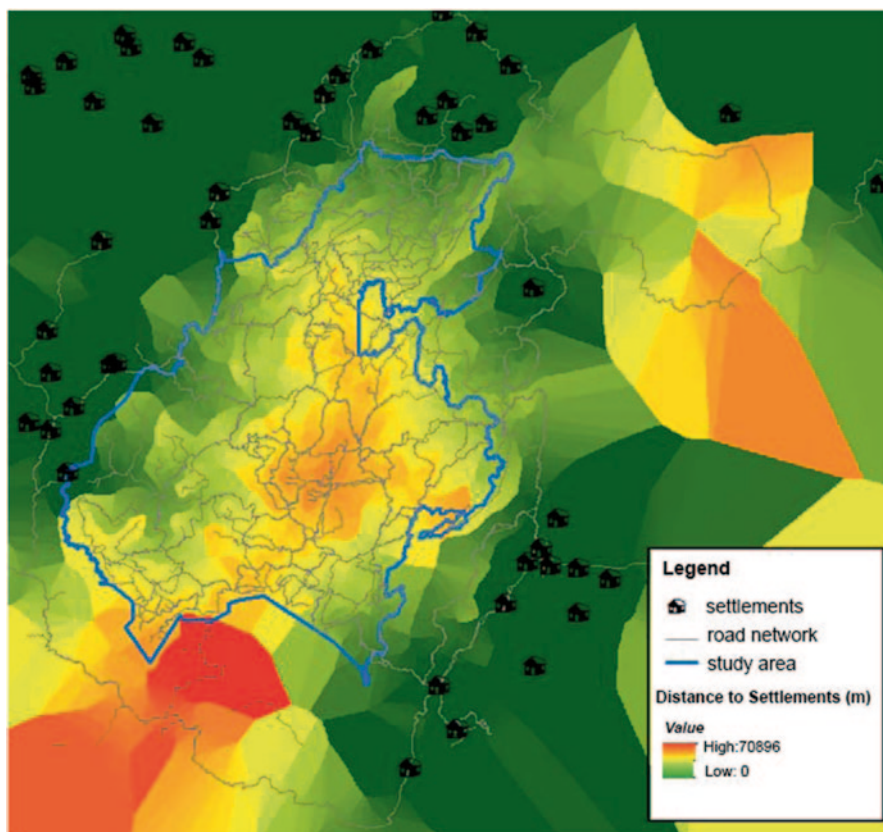 Legend
settlements
road network
study area
Distance to Settlements (m)
Value
High:70896
Low: 0